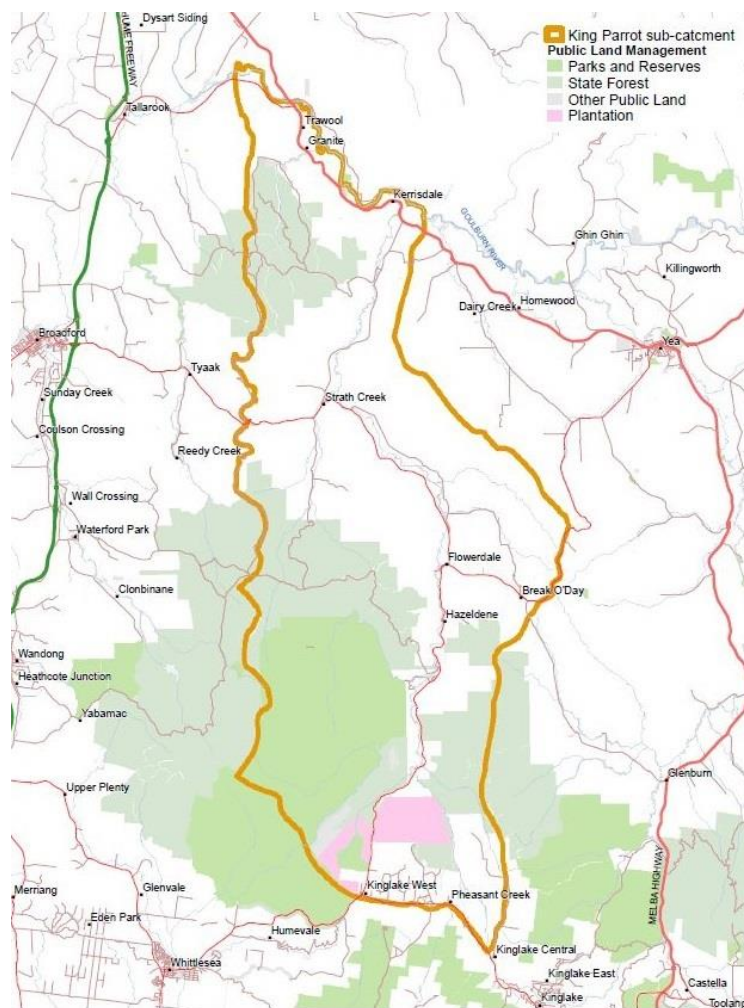 Dysart Siding
HUME FREEWAY
King Parrot sub-catcment
Public Land Management
Parks and Reserves
State Forest
Other Public Land
Plantation
Tallarook
Trawool
Granite
Kerrisdale
GOULBURN RIVER
Ghin Ghin
Killingworth
Dairy Creek
Homewood
Broadford
Yea
Tyaak
Sunday Creek
Strath Creek
Coulson Crossing
Reedy Creek
Wall Crossing
Waterford Park
Flowerdale
Clonbinane
Break O'Day
Hazeldene
Wandong
Heathcote Junction
Yabamac
Glenburn
Upper Plenty
MELBA HIGHWAY
Merriang
Glenvale
Kinglake West
Pheasant Creek
Eden Park
Humevale
Whittlesea
Kinglake Central
Kinglake East
Castella
Kinglake
Toolan